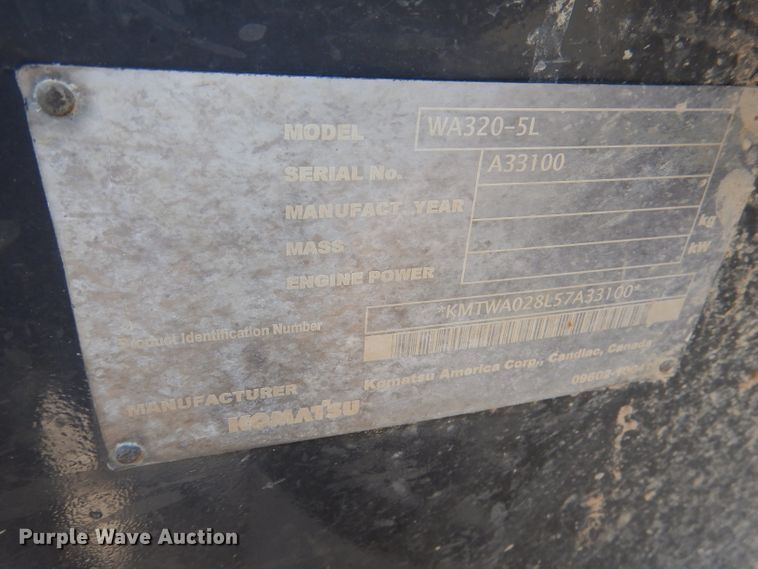 MODEL WA320-5L
SERIAL No. A33100
MANUFACT. YEAR
MASS kg
ENGINE POWER kW
Product Identification Number *KMTWA028L57A33100*
MANUFACTURER Komatsu America Corp., Candiac, Canada
KOMATSU
Purple Wave Auction